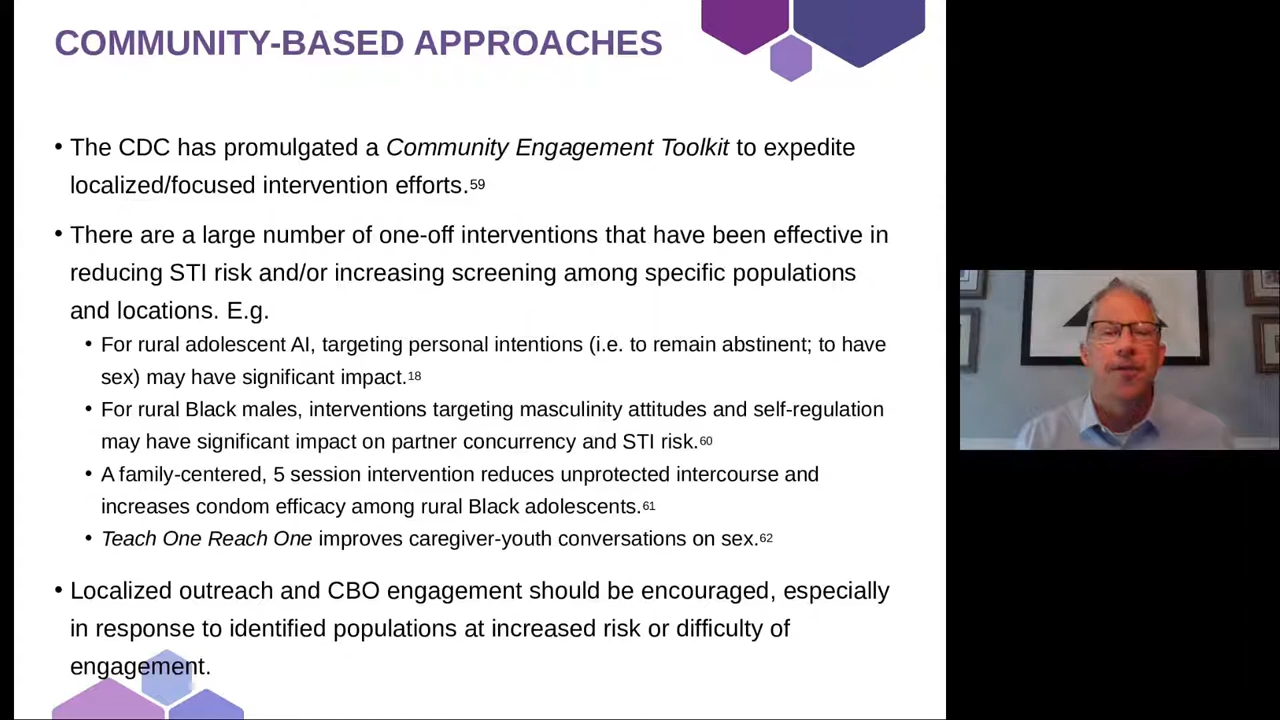 COMMUNITY-BASED APPROACHES
• The CDC has promulgated a Community Engagement Toolkit to expedite
localized/focused intervention efforts.59
• There are a large number of one-off interventions that have been effective in
reducing STI risk and/or increasing screening among specific populations
and locations. E.g.
• For rural adolescent AI, targeting personal intentions (i.e. to remain abstinent; to have
sex) may have significant impact.18
• For rural Black males, interventions targeting masculinity attitudes and self-regulation
may have significant impact on partner concurrency and STI risk.60
• A family-centered, 5 session intervention reduces unprotected intercourse and
increases condom efficacy among rural Black adolescents.61
• Teach One Reach One improves caregiver-youth conversations on sex.62
• Localized outreach and CBO engagement should be encouraged, especially
in response to identified populations at increased risk or difficulty of
engagement.